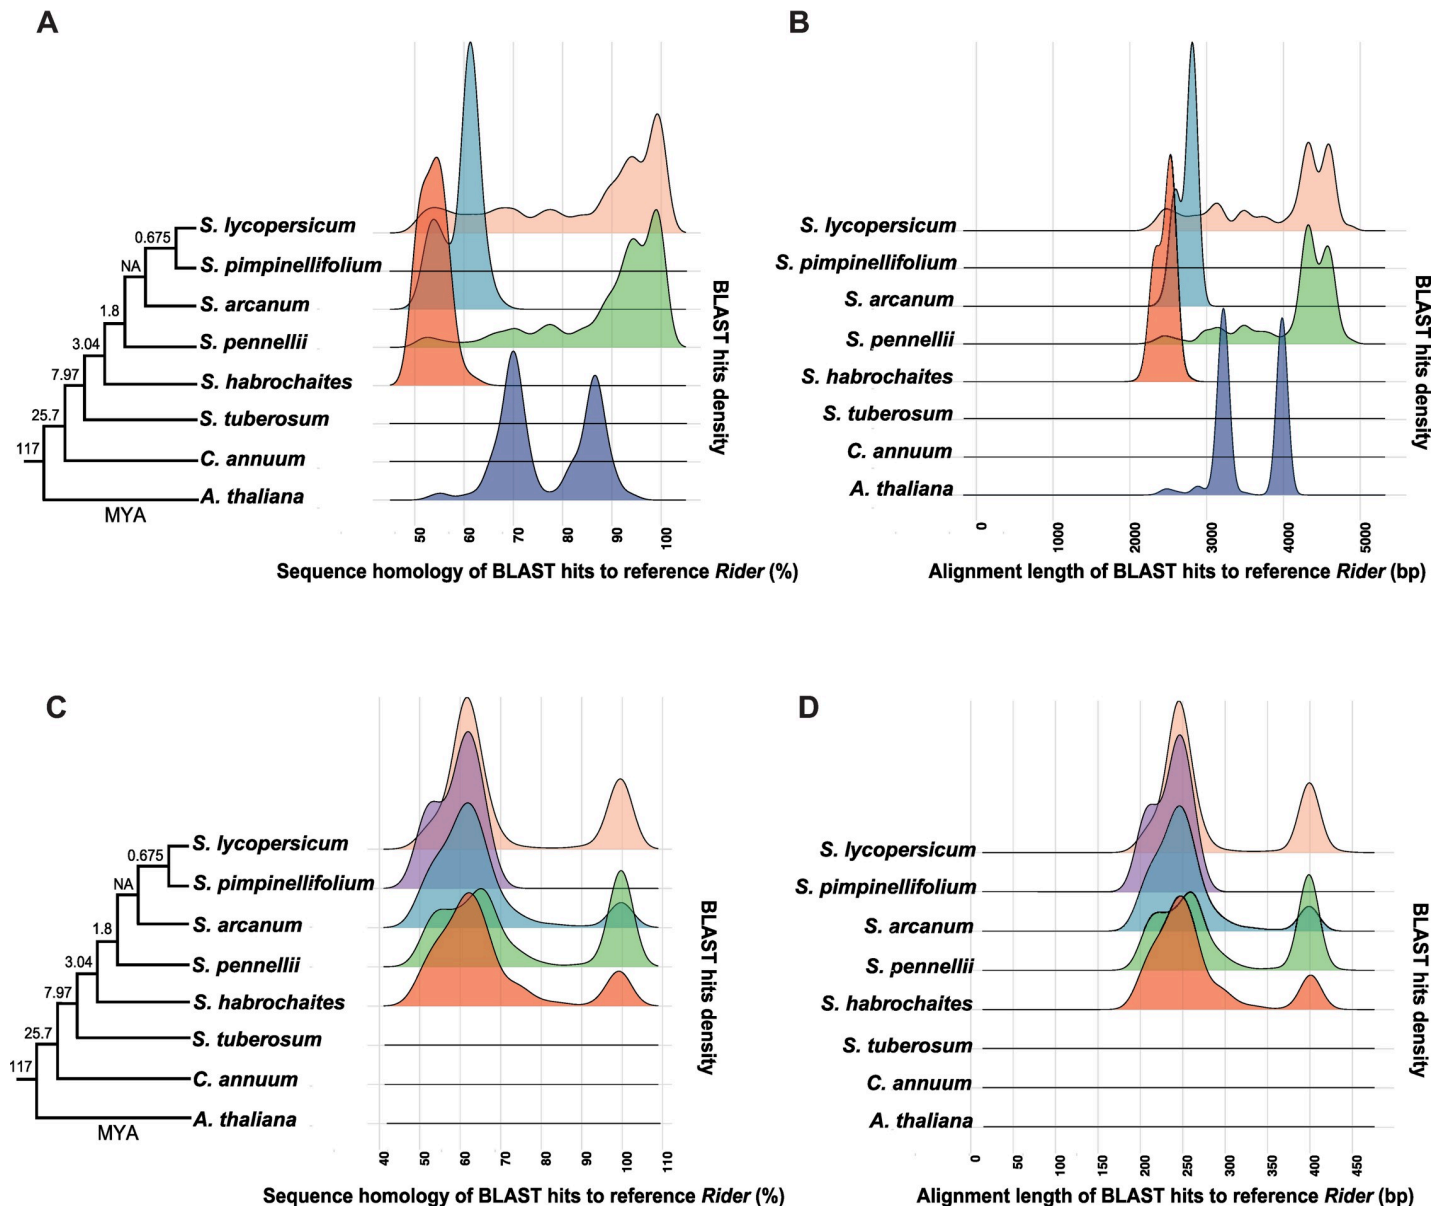 A
0.675
NA
1.8
3.04
7.97
25.7
117
S. lycopersicum
S. pimpinellifolium
S. arcanum
S. pennellii
S. habrochaites
S. tuberosum
C. annuum
A. thaliana
MYA
50 60 70 80 90 100
Sequence homology of BLAST hits to reference Rider (%)
BLAST hits density
B
S. lycopersicum
S. pimpinellifolium
S. arcanum
S. pennellii
S. habrochaites
S. tuberosum
C. annuum
A. thaliana
0 1000 2000 3000 4000 5000
Alignment length of BLAST hits to reference Rider (bp)
BLAST hits density
C
0.675
NA
1.8
3.04
7.97
25.7
117
S. lycopersicum
S. pimpinellifolium
S. arcanum
S. pennellii
S. habrochaites
S. tuberosum
C. annuum
A. thaliana
MYA
40 50 60 70 80 90 100 110
Sequence homology of BLAST hits to reference Rider (%)
BLAST hits density
D
S. lycopersicum
S. pimpinellifolium
S. arcanum
S. pennellii
S. habrochaites
S. tuberosum
C. annuum
A. thaliana
0 50 100 150 200 250 300 350 400 450
Alignment length of BLAST hits to reference Rider (bp)
BLAST hits density